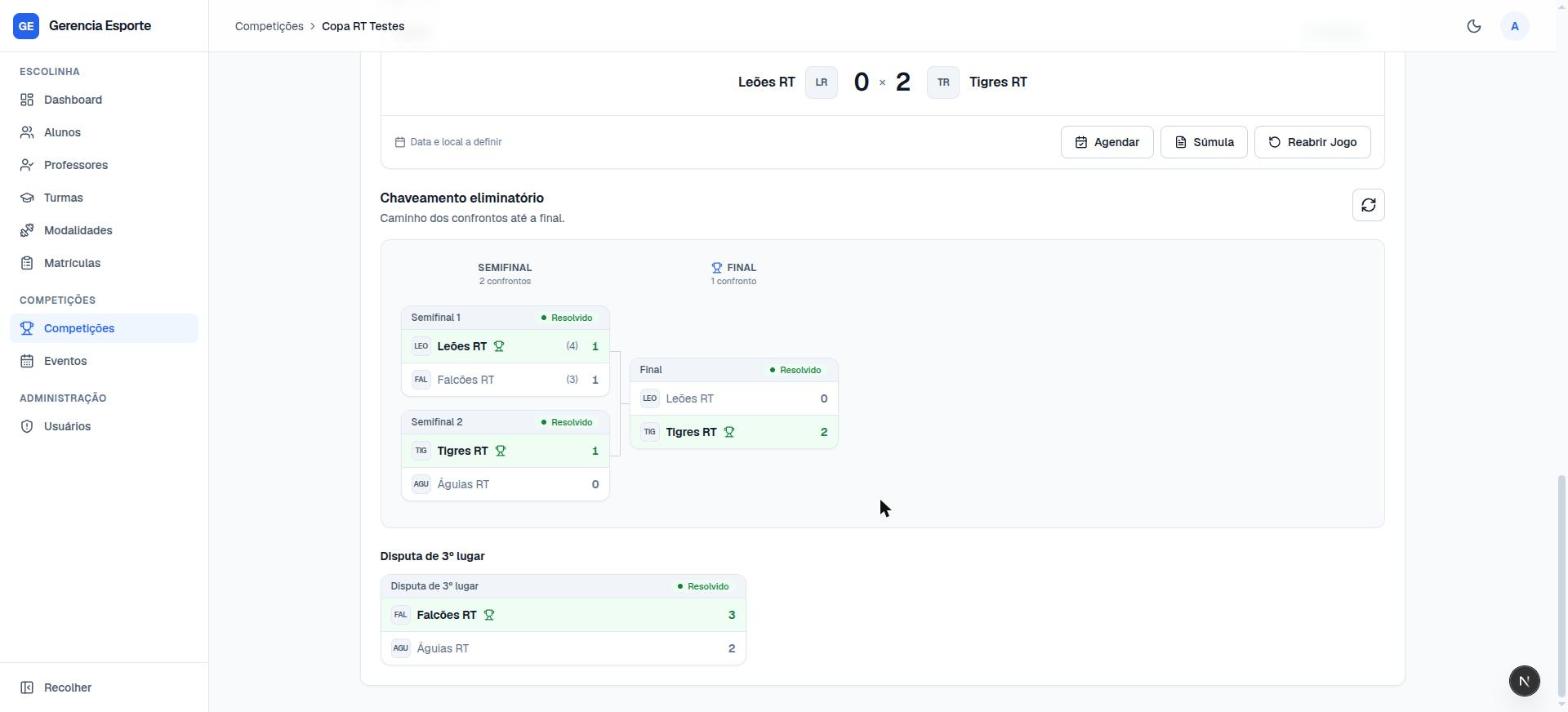 GE Gerencia Esporte
Competições > Copa RT Testes
A
ESCOLINHA
Dashboard
Alunos
Professores
Turmas
Modalidades
Matrículas
COMPETIÇÕES
Competições
Eventos
ADMINISTRAÇÃO
Usuários
Recolher
Leões RT LR 0 × 2 TR Tigres RT
Data e local a definir
Agendar
Súmula
Reabrir Jogo
Chaveamento eliminatório
Caminho dos confrontos até a final.
SEMIFINAL
2 confrontos
FINAL
1 confronto
Semifinal 1 Resolvido
LEO Leões RT (4) 1
FAL Falcões RT (3) 1
Semifinal 2 Resolvido
TIG Tigres RT 1
AGU Águias RT 0
Final Resolvido
LEO Leões RT 0
TIG Tigres RT 2
Disputa de 3º lugar
Disputa de 3º lugar Resolvido
FAL Falcões RT 3
AGU Águias RT 2
N